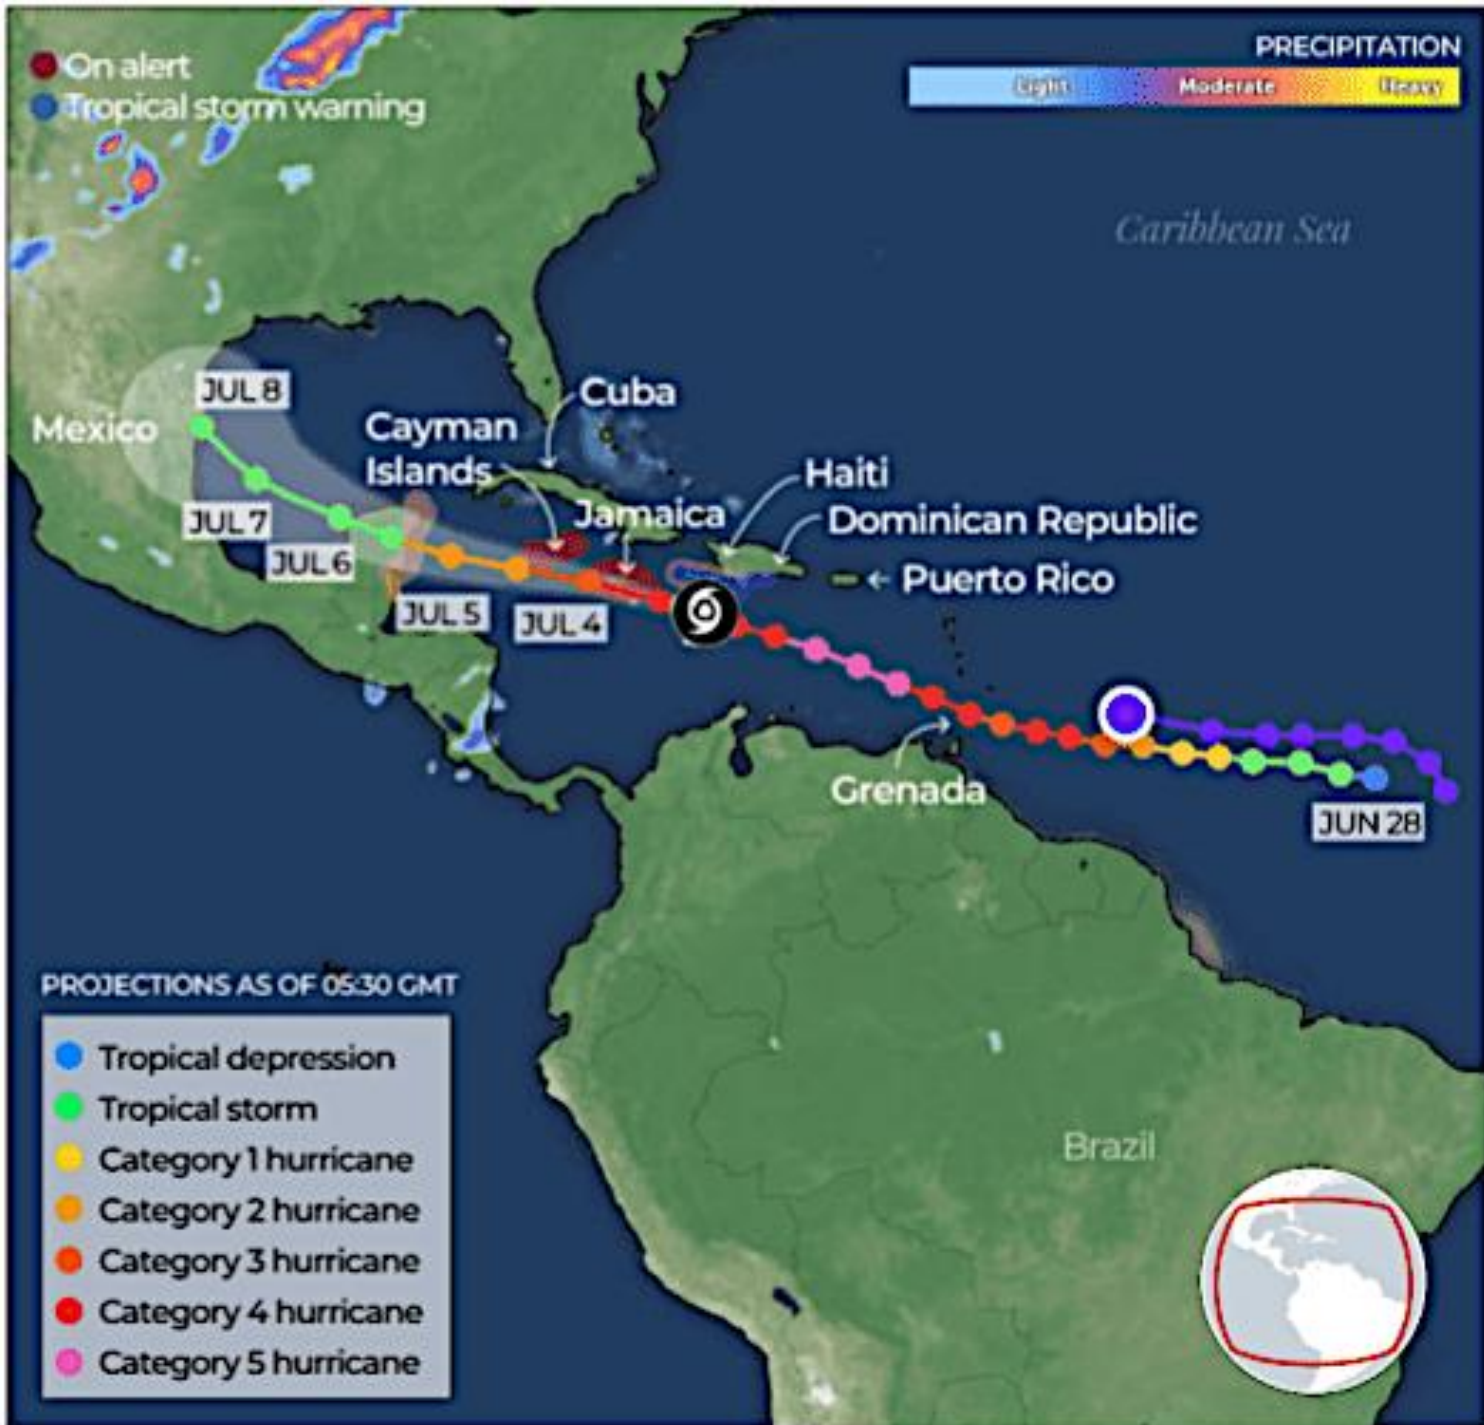 On alert
Tropical storm warning
PRECIPITATION
Light Moderate Heavy
Caribbean Sea
JUL 8
Mexico
Cuba
Cayman
Islands
Haiti
Jamaica
Dominican Republic
JUL 7
JUL 6
Puerto Rico
JUL 5
JUL 4
Grenada
JUN 28
PROJECTIONS AS OF 05:30 GMT
Tropical depression
Tropical storm
Category 1 hurricane
Category 2 hurricane
Category 3 hurricane
Category 4 hurricane
Category 5 hurricane
Brazil